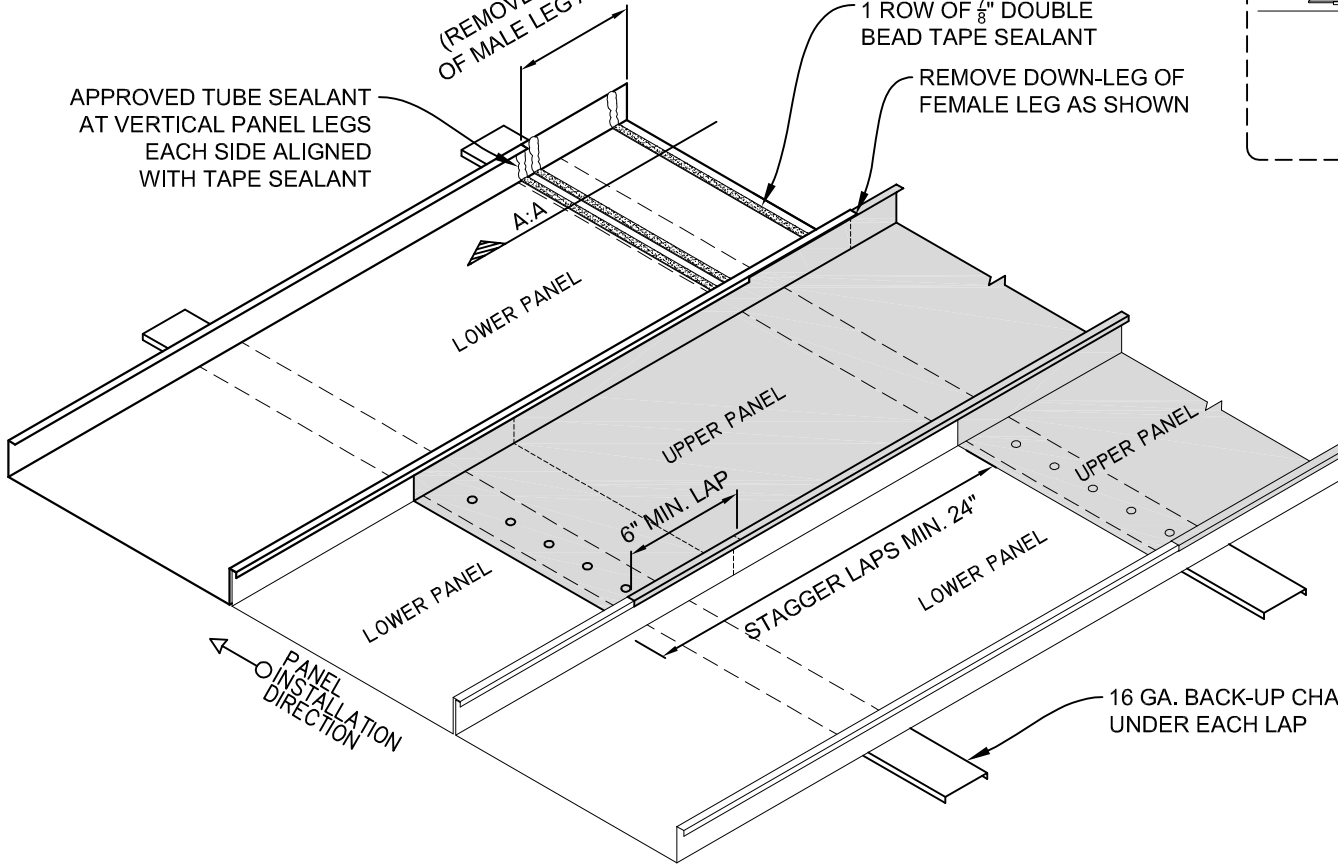 (REMOVE
OF MALE LEG
1 ROW OF 7/8" DOUBLE
BEAD TAPE SEALANT
APPROVED TUBE SEALANT
AT VERTICAL PANEL LEGS
EACH SIDE ALIGNED
WITH TAPE SEALANT
REMOVE DOWN-LEG OF
FEMALE LEG AS SHOWN
A:A
LOWER PANEL
UPPER PANEL
UPPER PANEL
6" MIN. LAP
STAGGER LAPS MIN. 24"
LOWER PANEL
LOWER PANEL
PANEL
INSTALLATION
DIRECTION
16 GA. BACK-UP CHA
UNDER EACH LAP